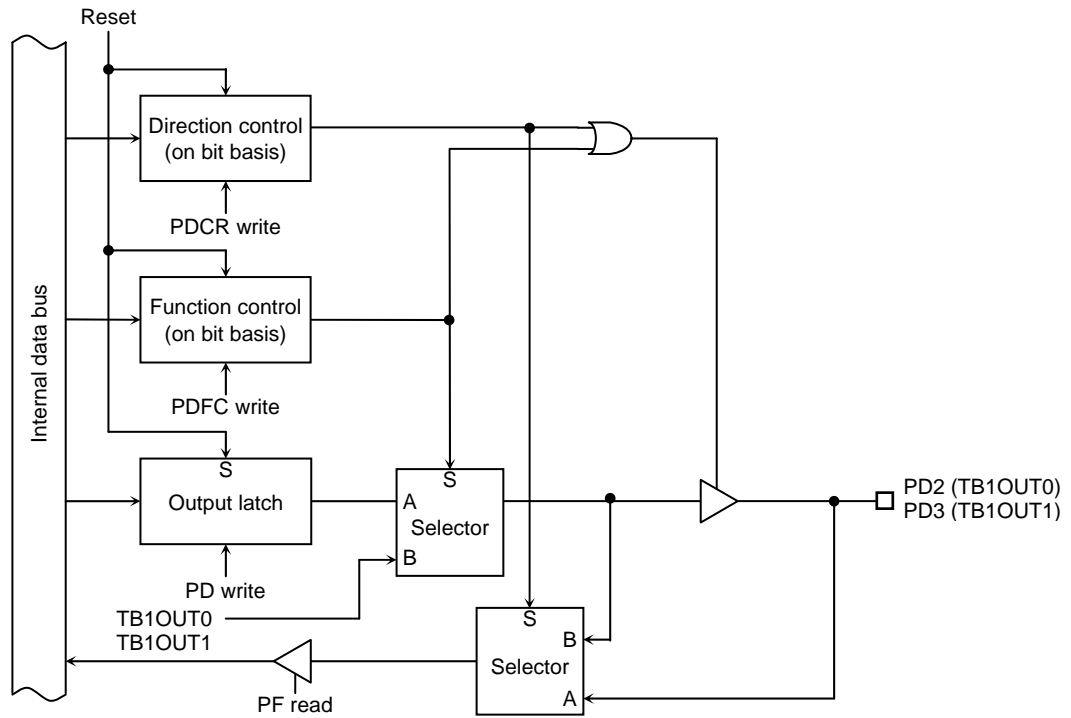 Reset
Internal data bus
Direction control
(on bit basis)
PDCR write
Function control
(on bit basis)
PDFC write
S
Output latch
PD write
S
A
Selector
B
PD2 (TB1OUT0)
PD3 (TB1OUT1)
TB1OUT0
TB1OUT1
S
B
Selector
A
PF read